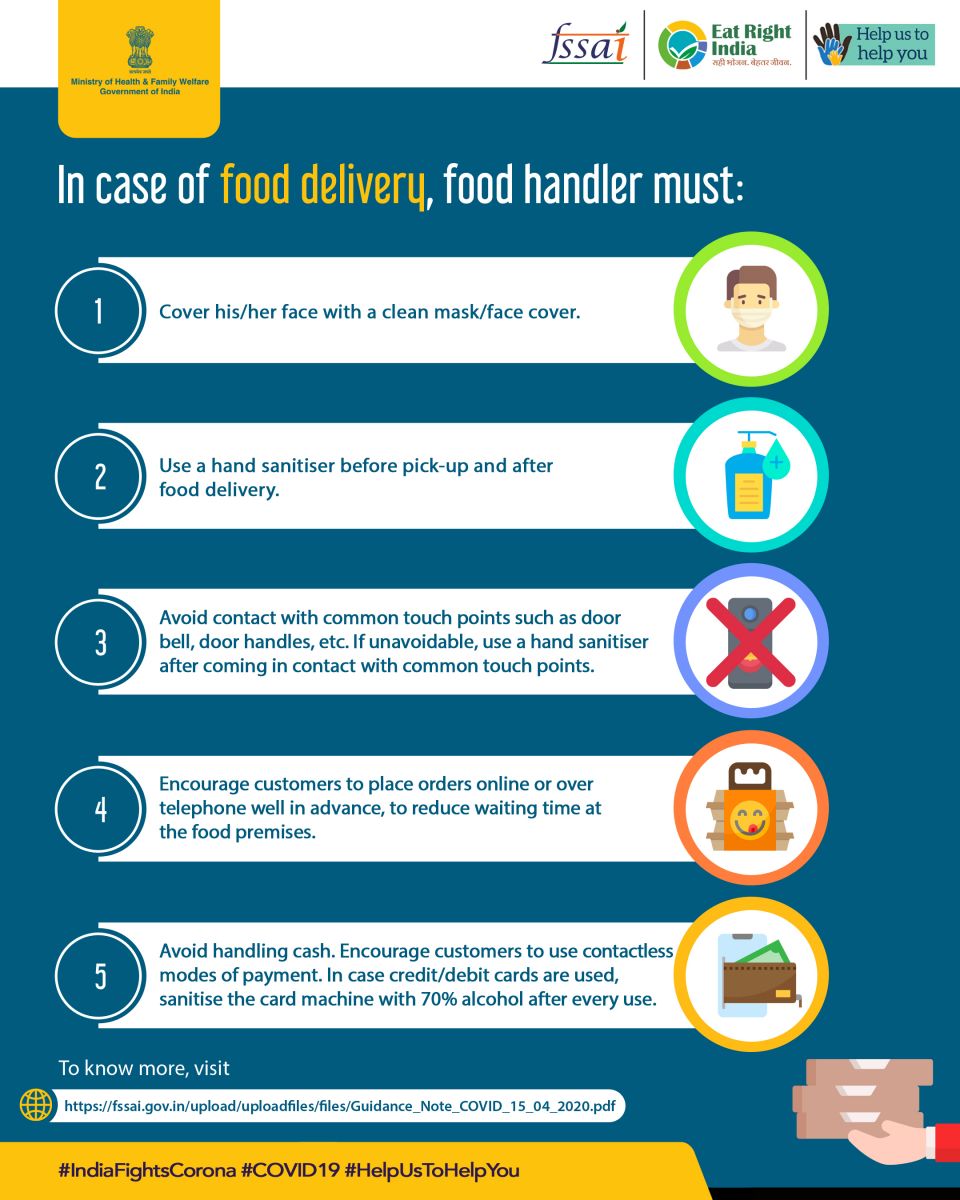 सत्यमेव जयते
Ministry of Health & Family Welfare
Government of India
fssai
Eat Right
India
सही भोजन. बेहतर जीवन.
Help us to
help you
In case of food delivery, food handler must:
1
Cover his/her face with a clean mask/face cover.
2
Use a hand sanitiser before pick-up and after
food delivery.
3
Avoid contact with common touch points such as door
bell, door handles, etc. If unavoidable, use a hand sanitiser
after coming in contact with common touch points.
4
Encourage customers to place orders online or over
telephone well in advance, to reduce waiting time at
the food premises.
5
Avoid handling cash. Encourage customers to use contactless
modes of payment. In case credit/debit cards are used,
sanitise the card machine with 70% alcohol after every use.
To know more, visit
https://fssai.gov.in/upload/uploadfiles/files/Guidance_Note_COVID_15_04_2020.pdf
#IndiaFightsCorona #COVID19 #HelpUsToHelpYou